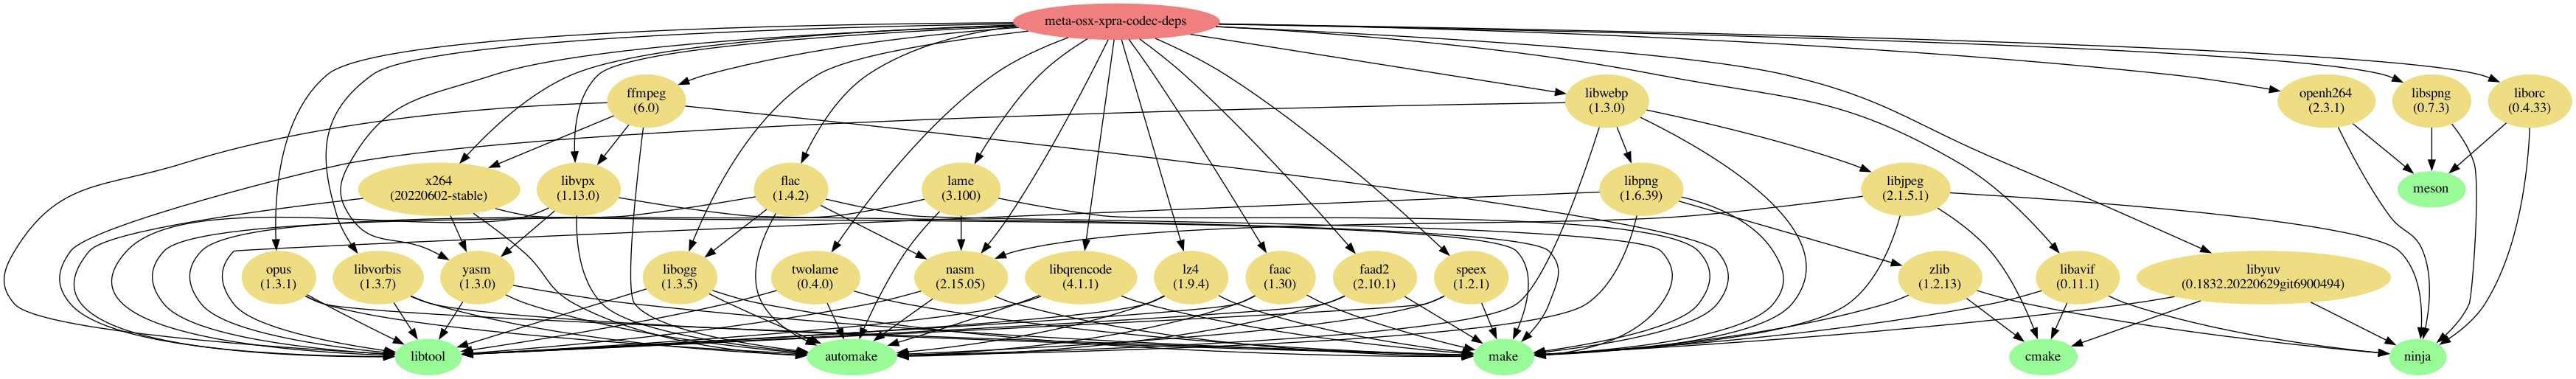 meta-osx-xpra-codec-deps
ffmpeg
(6.0)
libwebp
(1.3.0)
openh264
(2.3.1)
libspng
(0.7.3)
liborc
(0.4.33)
x264
(20220602-stable)
libvpx
(1.13.0)
flac
(1.4.2)
lame
(3.100)
libpng
(1.6.39)
libjpeg
(2.1.5.1)
meson
opus
(1.3.1)
libvorbis
(1.3.7)
yasm
(1.3.0)
libogg
(1.3.5)
twolame
(0.4.0)
nasm
(2.15.05)
libqrencode
(4.1.1)
lz4
(1.9.4)
faac
(1.30)
faad2
(2.10.1)
speex
(1.2.1)
zlib
(1.2.13)
libavif
(0.11.1)
libyuv
(0.1832.20220629git6900494)
libtool
automake
make
cmake
ninja